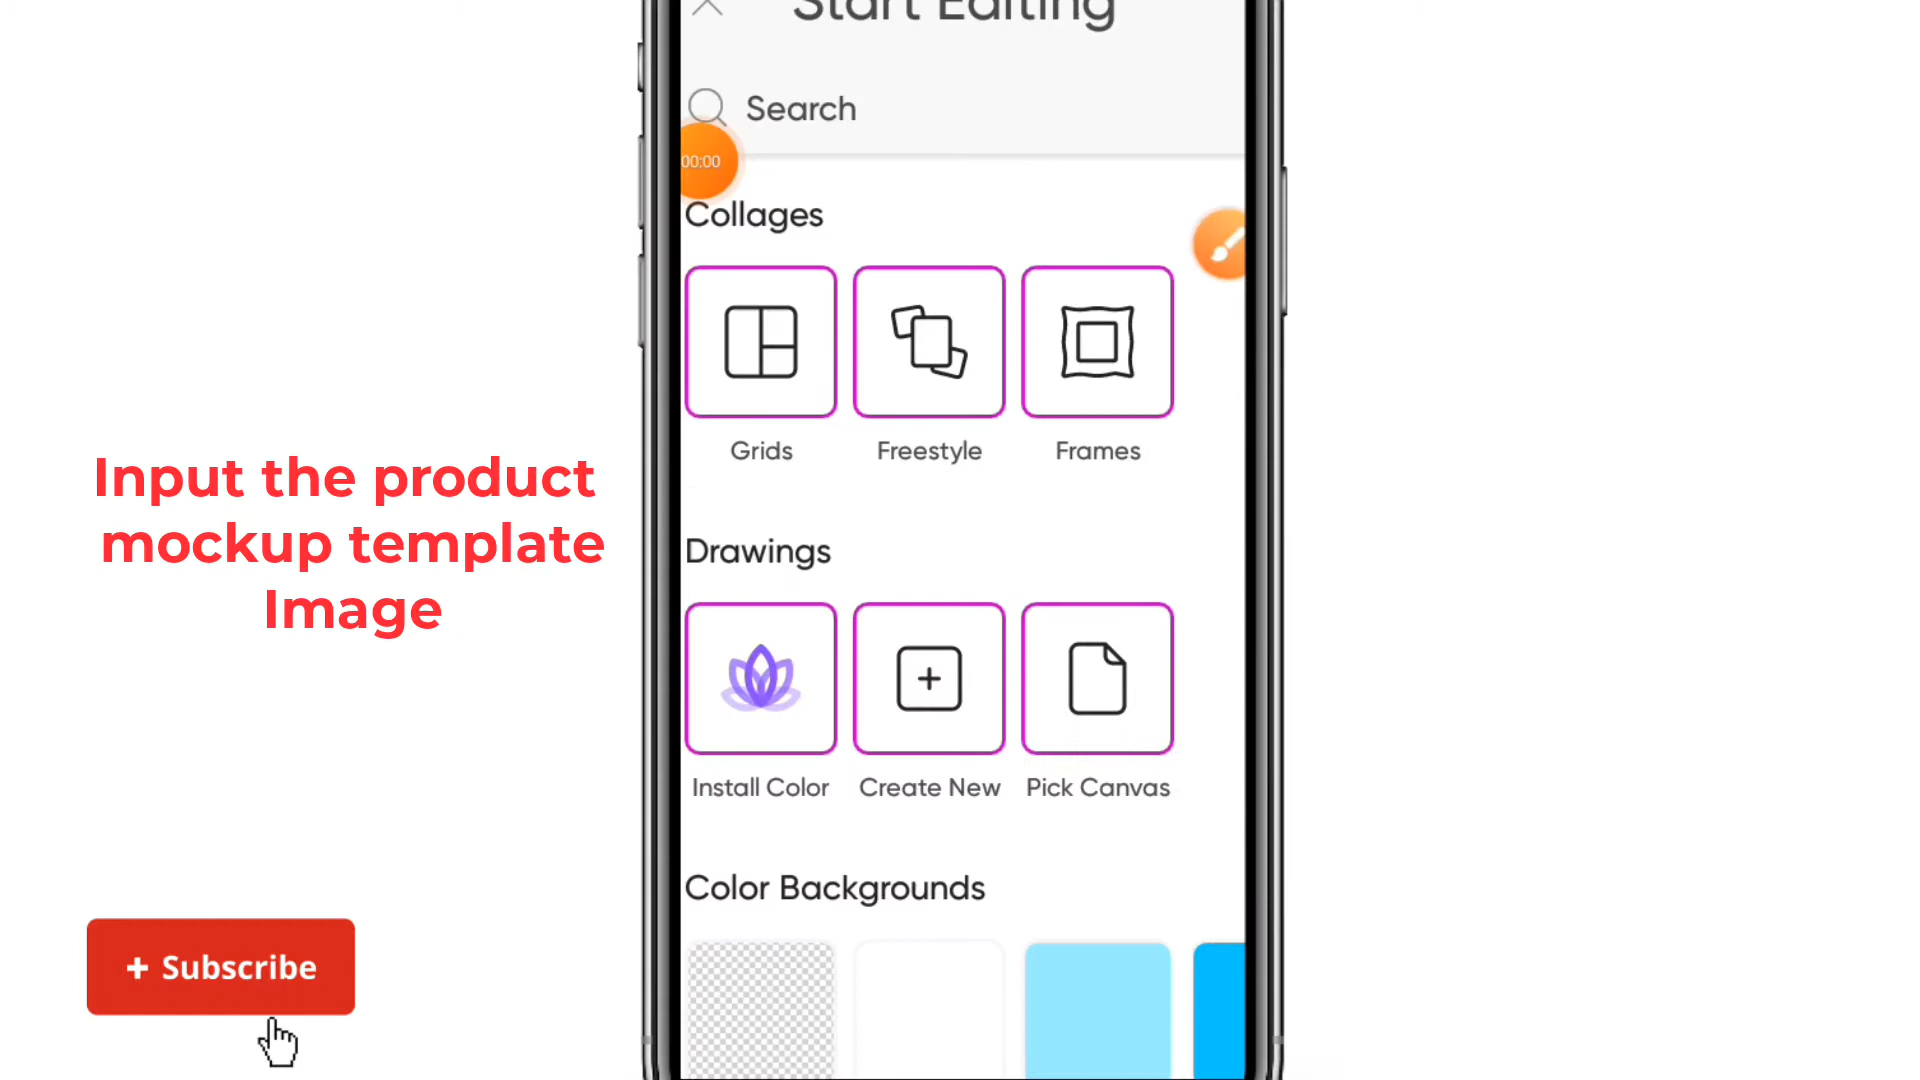 Start Editing
Search
00:00
Collages
Grids
Freestyle
Frames
Input the product
mockup template
Image
Drawings
Install Color
Create New
Pick Canvas
Color Backgrounds
+ Subscribe